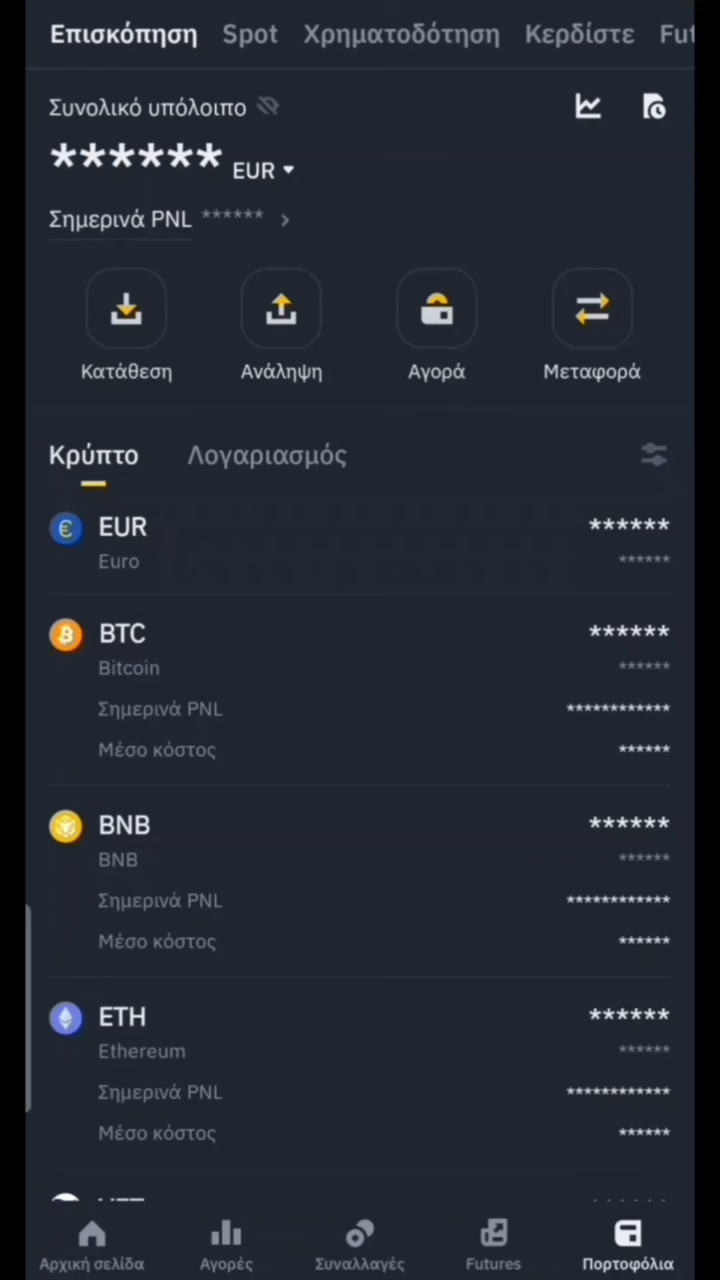 Επισκόπηση Spot Χρηματοδότηση Κερδίστε Fut
Συνολικό υπόλοιπο
****** EUR
Σημερινά PNL ****** >
Κατάθεση Ανάληψη Αγορά Μεταφορά
Κρύπτο Λογαριασμός
EUR ******
Euro ******
BTC ******
Bitcoin ******
Σημερινά PNL ************
Μέσο κόστος ******
BNB ******
BNB ******
Σημερινά PNL ************
Μέσο κόστος ******
ETH ******
Ethereum ******
Σημερινά PNL ************
Μέσο κόστος ******
Αρχική σελίδα Αγορές Συναλλαγές Futures Πορτοφόλια